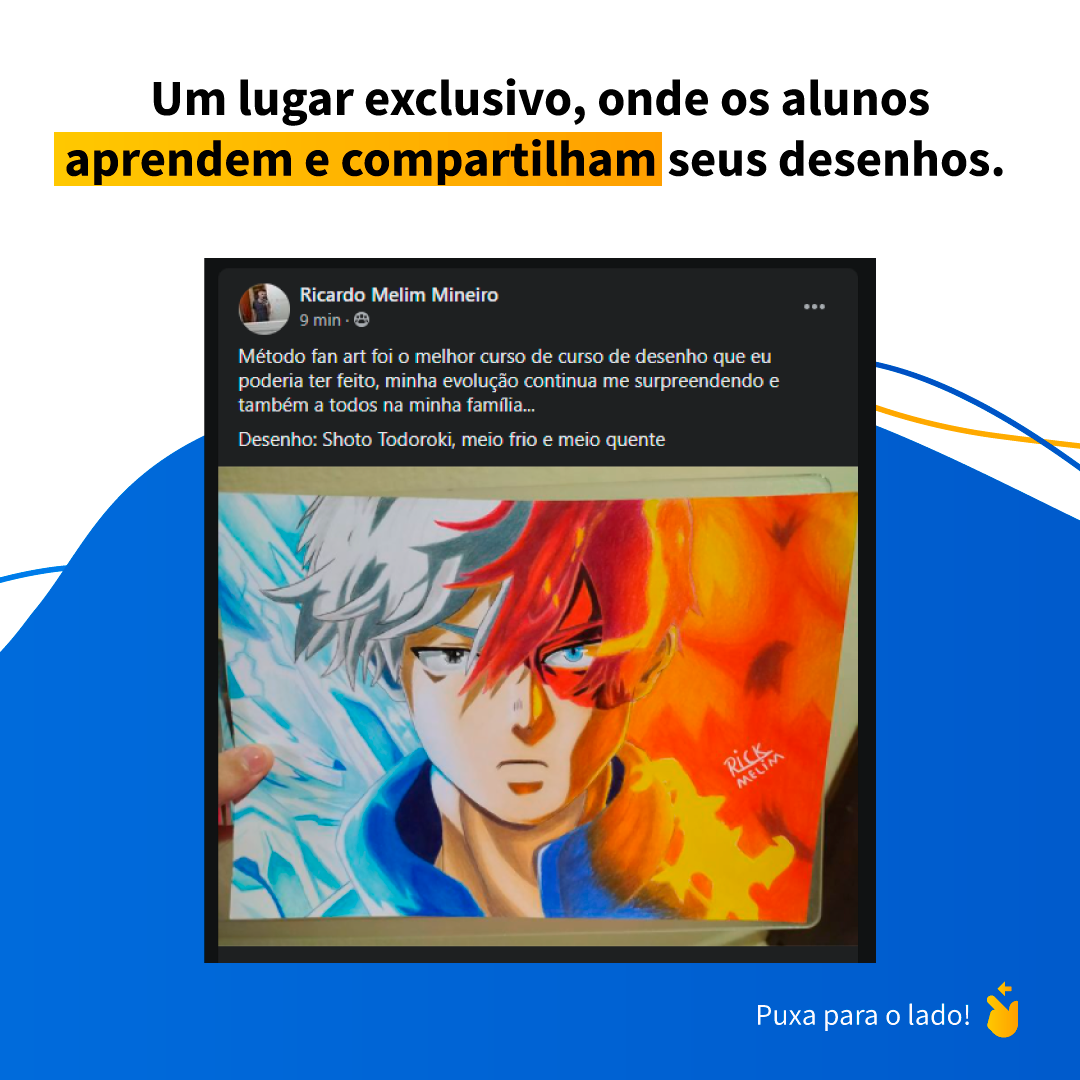 Um lugar exclusivo, onde os alunos
aprendem e compartilham seus desenhos.
Ricardo Melim Mineiro
9 min ·
Método fan art foi o melhor curso de curso de desenho que eu
poderia ter feito, minha evolução continua me surpreendendo e
também a todos na minha família...
Desenho: Shoto Todoroki, meio frio e meio quente
RiCK
MELiM
Puxa para o lado!